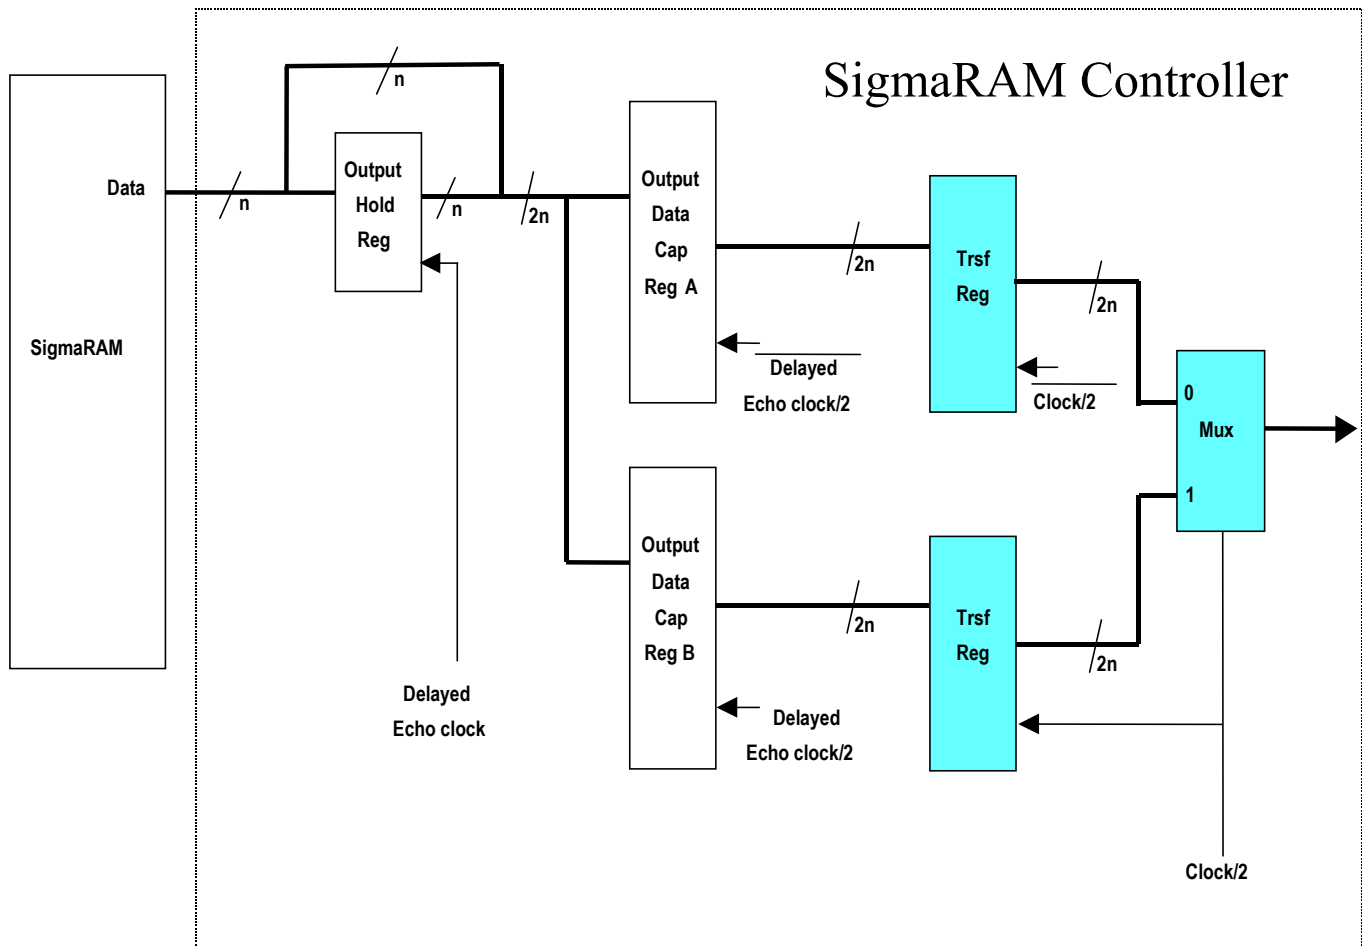 SigmaRAM Controller
n
Data
n
Output
Hold
Reg
n
2n
Output
Data
Cap
Reg A
2n
Trsf
Reg
2n
SigmaRAM
Delayed
Echo clock/2
Clock/2
0
Mux
1
Output
Data
Cap
Reg B
2n
Trsf
Reg
2n
Delayed
Echo clock
Delayed
Echo clock/2
Clock/2